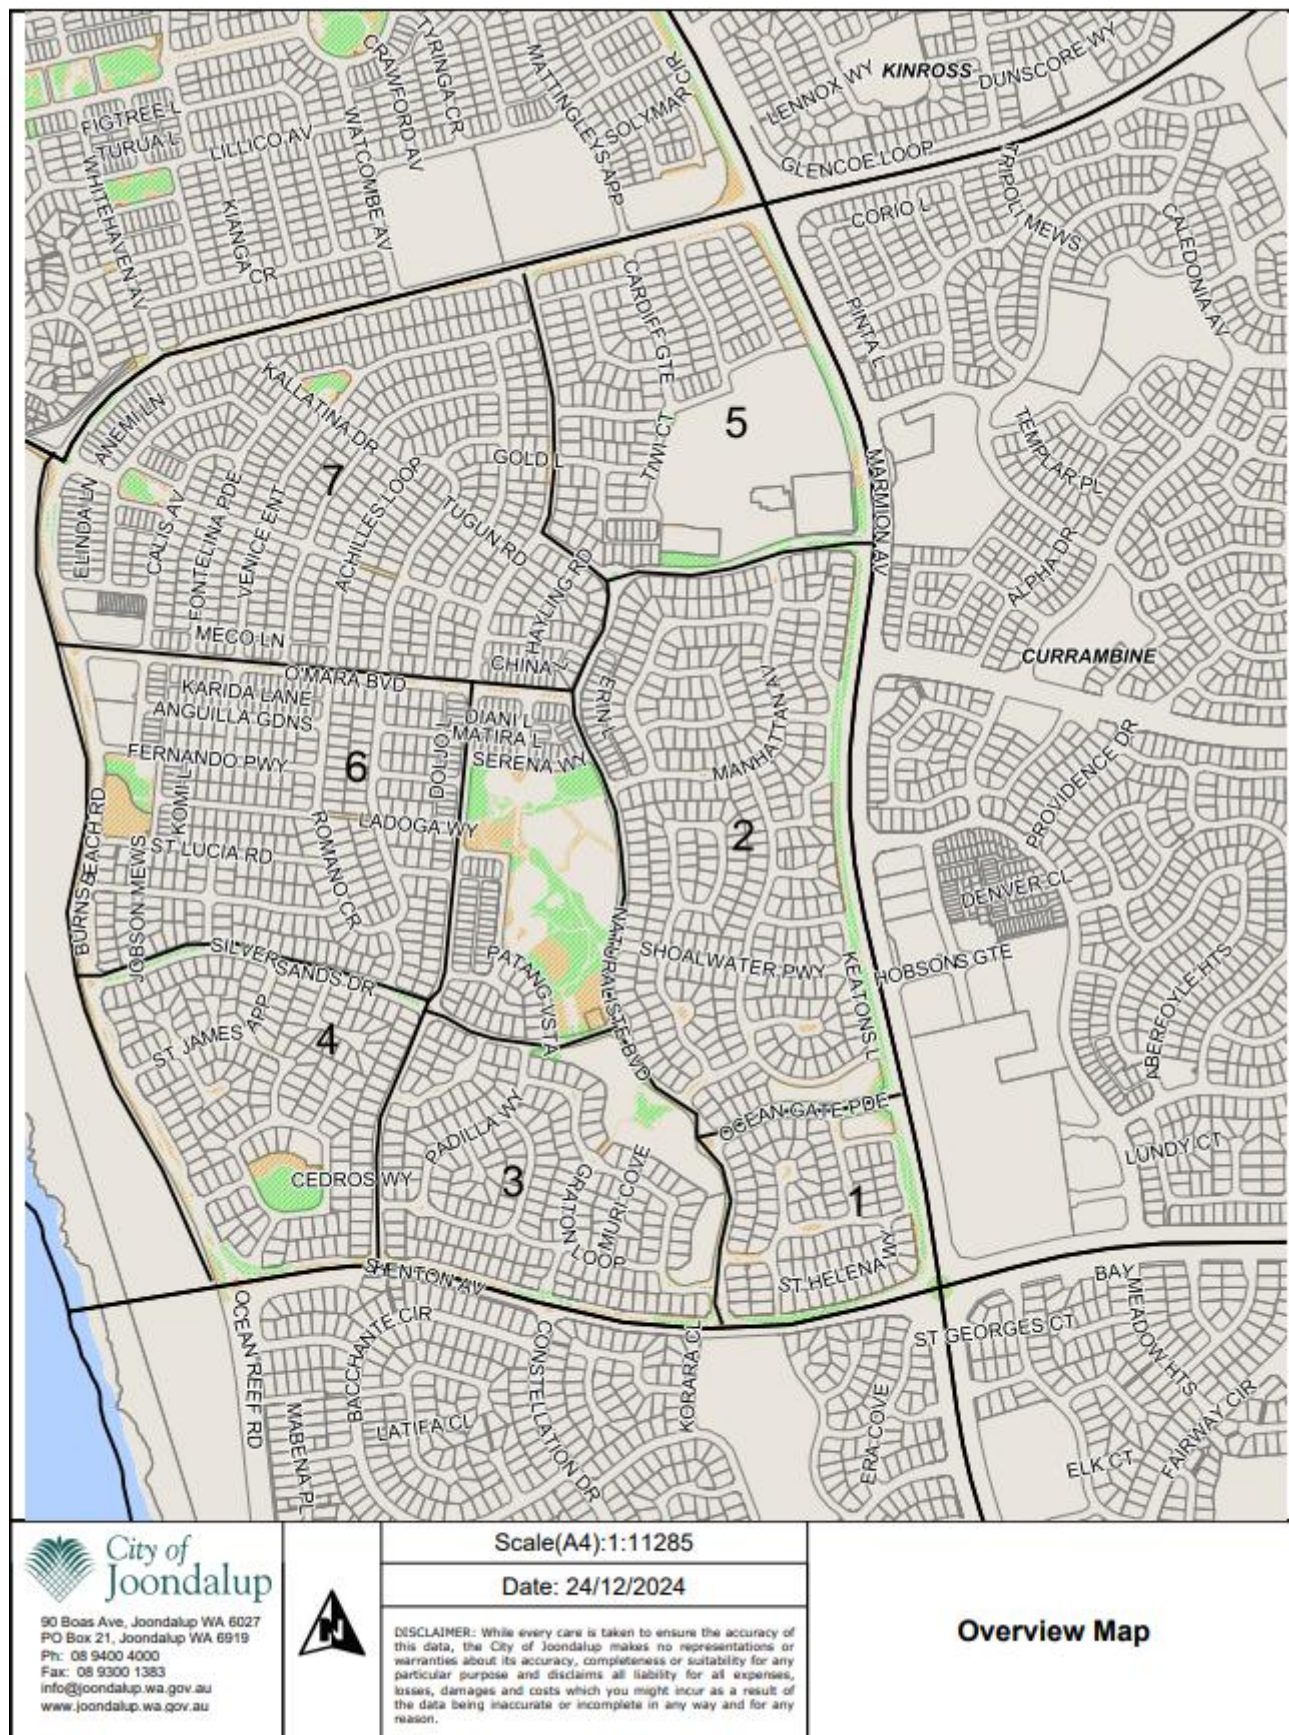 TYRINGA CR
CRAWFORD AV
MATTINGLEYS APP
SOLYMAR CIR
LENNOX WY
KINROSS
DUNSCORE WY
FIGTREE L
TURUA L
LILLICO AV
WATCOMBE AV
WHITEHAVEN AV
KIANGA CR
GLENCOE LOOP
TRIPOLI MEWS
CORIO L
CALEDONIA AV
PINTA L
CARDIFF GTE
KALLATINA DR
ANEMI LN
5
TIWI CT
GOLD L
7
TEMPLAR PL
MARMION AV
ELINDA LN
CALIS AV
FONTELINA PDE
VENICE ENT
ACHILLES LOOP
TUGUN RD
HAYLING RD
ALPHA DR
MECO LN
CHINA L
O'MARA BVD
ERIN L
CURRAMBINE
KARIDA LANE
ANGUILLA GDNS
DIANI L
MATIRA L
SERENA WY
DOLJO L
MANHATTAN AV
FERNANDO PWY
6
PROVIDENCE DR
KOMI L
LADOGA WY
2
ST LUCIA RD
ROMANO CR
BURNS BEACH RD
JOBSON MEWS
DENVER CL
SILVERSANDS DR
PATANG VSTA
NATURALISTE BVD
SHOALWATER PWY
KEATONS L
HOBSONS GTE
ABERFOYLE HTS
ST JAMES APP
4
PADILLA WY
OCEAN GATE PDE
LUNDY CT
CEDROS WY
3
GRATON LOOP
MURI COVE
1
WY
ST HELENA
SHENTON AV
BAY
MEADOW HTS
ST GEORGES CT
OCEAN REEF RD
BACCHANTE CIR
CONSTELLATION DR
KORARA CL
ERA COVE
MABENA PL
LATIFA CL
ELK CT
FAIRWAY CIR
City of
Joondalup
90 Boas Ave, Joondalup WA 6027
PO Box 21, Joondalup WA 6919
Ph: 08 9400 4000
Fax: 08 9300 1383
info@joondalup.wa.gov.au
www.joondalup.wa.gov.au
N
Scale(A4):1:11285
Date: 24/12/2024
DISCLAIMER: While every care is taken to ensure the accuracy of
this data, the City of Joondalup makes no representations or
warranties about its accuracy, completeness or suitability for any
particular purpose and disclaims all liability for all expenses,
losses, damages and costs which you might incur as a result of
the data being inaccurate or incomplete in any way and for any
reason.
Overview Map